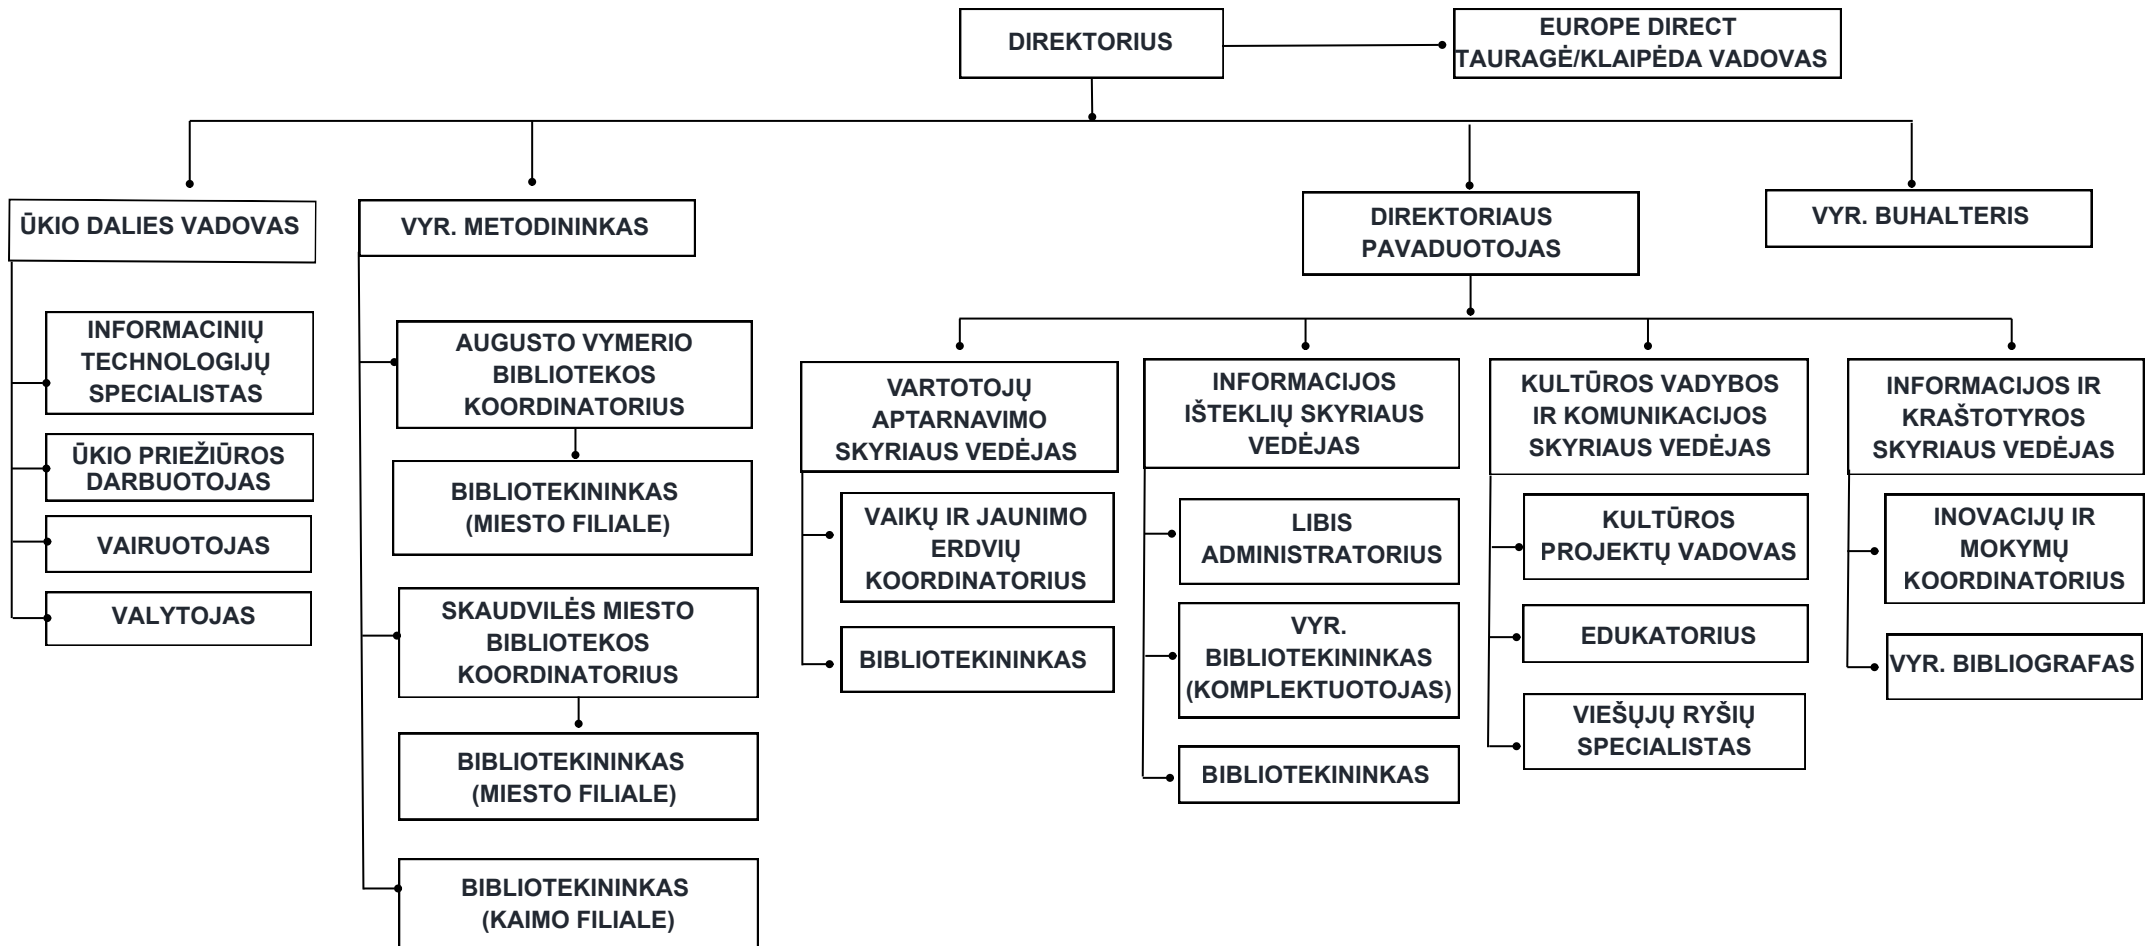 DIREKTORIUS
EUROPE DIRECT
TAURAGĖ/KLAIPĖDA VADOVAS
ŪKIO DALIES VADOVAS
VYR. METODININKAS
DIREKTORIAUS
PAVADUOTOJAS
VYR. BUHALTERIS
INFORMACINIŲ
TECHNOLOGIJŲ
SPECIALISTAS
ŪKIO PRIEŽIŪROS
DARBUOTOJAS
VAIRUOTOJAS
VALYTOJAS
AUGUSTO VYMERIO
BIBLIOTEKOS
KOORDINATORIUS
BIBLIOTEKININKAS
(MIESTO FILIALE)
SKAUDVILĖS MIESTO
BIBLIOTEKOS
KOORDINATORIUS
BIBLIOTEKININKAS
(MIESTO FILIALE)
BIBLIOTEKININKAS
(KAIMO FILIALE)
VARTOTOJŲ
APTARNAVIMO
SKYRIAUS VEDĖJAS
VAIKŲ IR JAUNIMO
ERDVIŲ
KOORDINATORIUS
BIBLIOTEKININKAS
INFORMACIJOS
IŠTEKLIŲ SKYRIAUS
VEDĖJAS
LIBIS
ADMINISTRATORIUS
VYR.
BIBLIOTEKININKAS
(KOMPLEKTUOTOJAS)
BIBLIOTEKININKAS
KULTŪROS VADYBOS
IR KOMUNIKACIJOS
SKYRIAUS VEDĖJAS
KULTŪROS
PROJEKTŲ VADOVAS
EDUKATORIUS
VIEŠŲJŲ RYŠIŲ
SPECIALISTAS
INFORMACIJOS IR
KRAŠTOTYROS
SKYRIAUS VEDĖJAS
INOVACIJŲ IR
MOKYMŲ
KOORDINATORIUS
VYR. BIBLIOGRAFAS